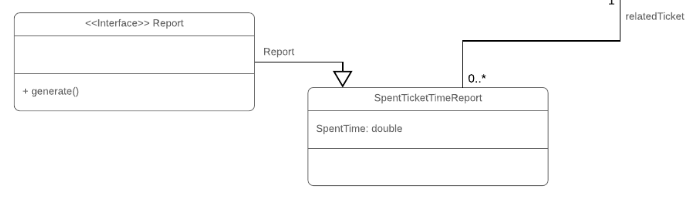 1
relatedTicket
<<Interface>> Report
Report
+ generate()
0..*
SpentTicketTimeReport
SpentTime: double